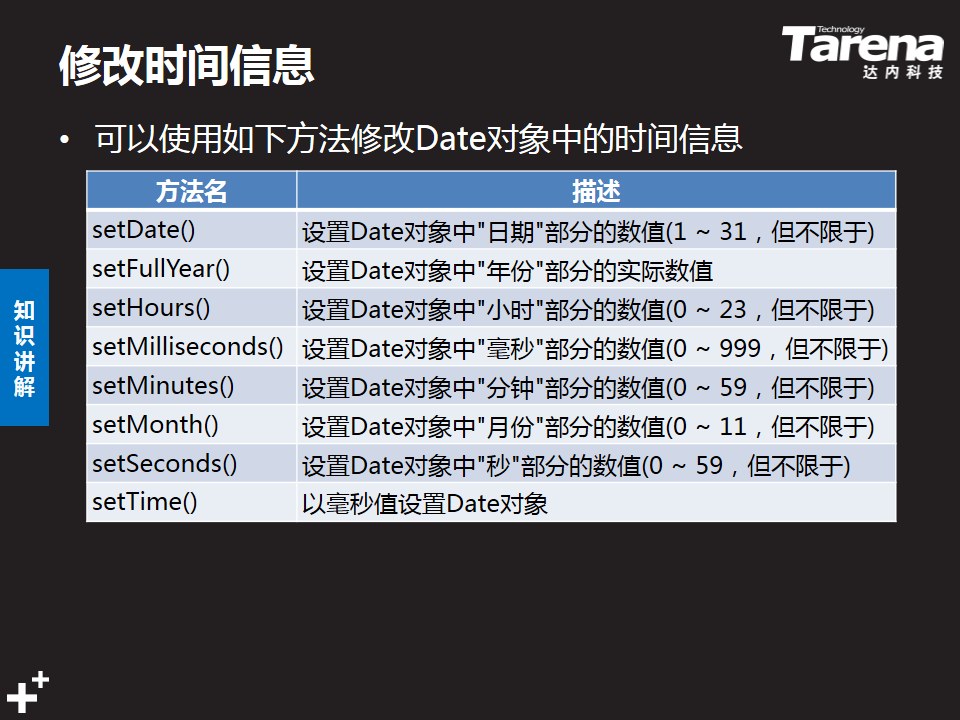 修改时间信息
Technology
Tarena
达内科技
• 可以使用如下方法修改Date对象中的时间信息
方法名 描述
setDate() 设置Date对象中"日期"部分的数值(1 ~ 31，但不限于)
setFullYear() 设置Date对象中"年份"部分的实际数值
setHours() 设置Date对象中"小时"部分的数值(0 ~ 23，但不限于)
setMilliseconds() 设置Date对象中"毫秒"部分的数值(0 ~ 999，但不限于)
setMinutes() 设置Date对象中"分钟"部分的数值(0 ~ 59，但不限于)
setMonth() 设置Date对象中"月份"部分的数值(0 ~ 11，但不限于)
setSeconds() 设置Date对象中"秒"部分的数值(0 ~ 59，但不限于)
setTime() 以毫秒值设置Date对象
知识讲解